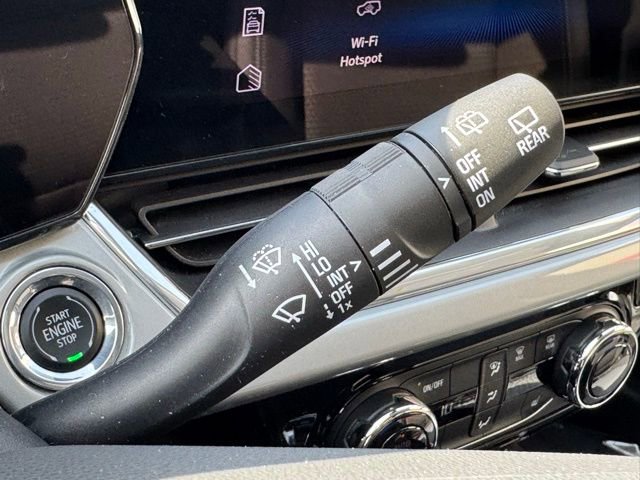 Wi-Fi
Hotspot
OFF
INT
ON
REAR
HI
LO
INT
OFF
1x
START
ENGINE
STOP
ON/OFF